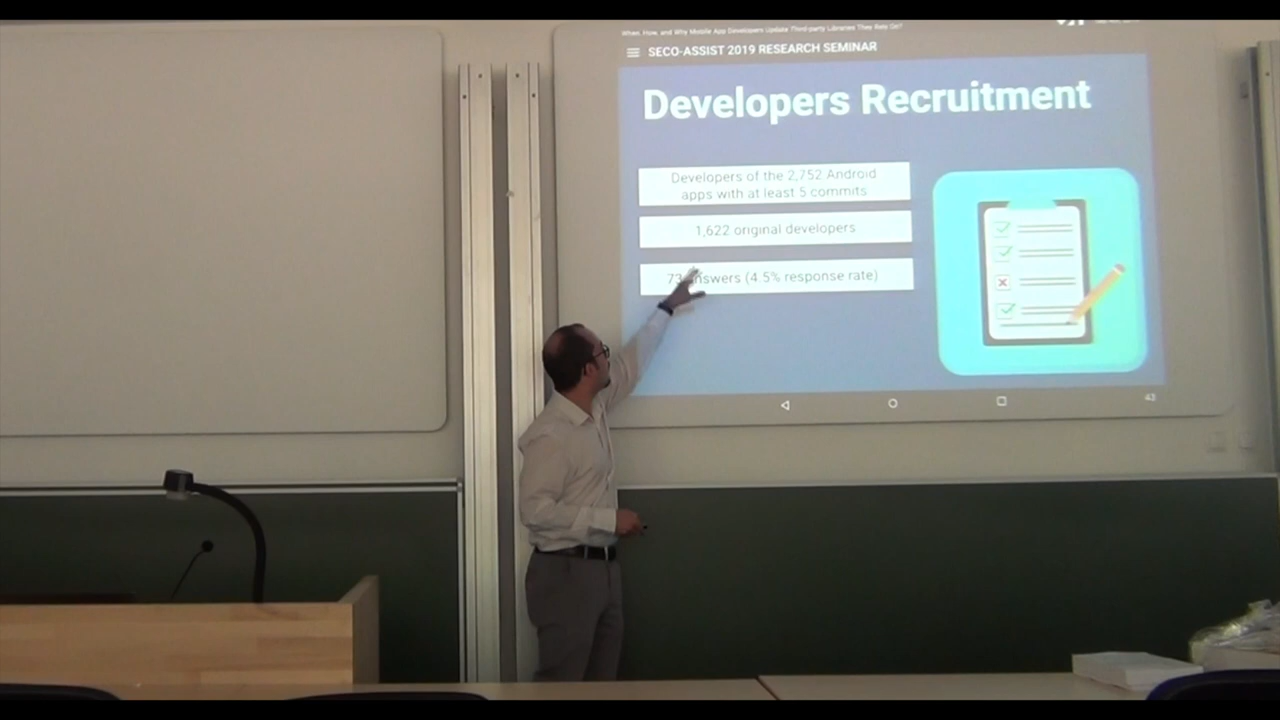 When, How, and Why Mobile App Developers Update Third-party Libraries They Rely On?
SECO-ASSIST 2019 RESEARCH SEMINAR
Developers Recruitment
Developers of the 2,752 Android
apps with at least 5 commits
1,622 original developers
73 answers (4.5% response rate)
43